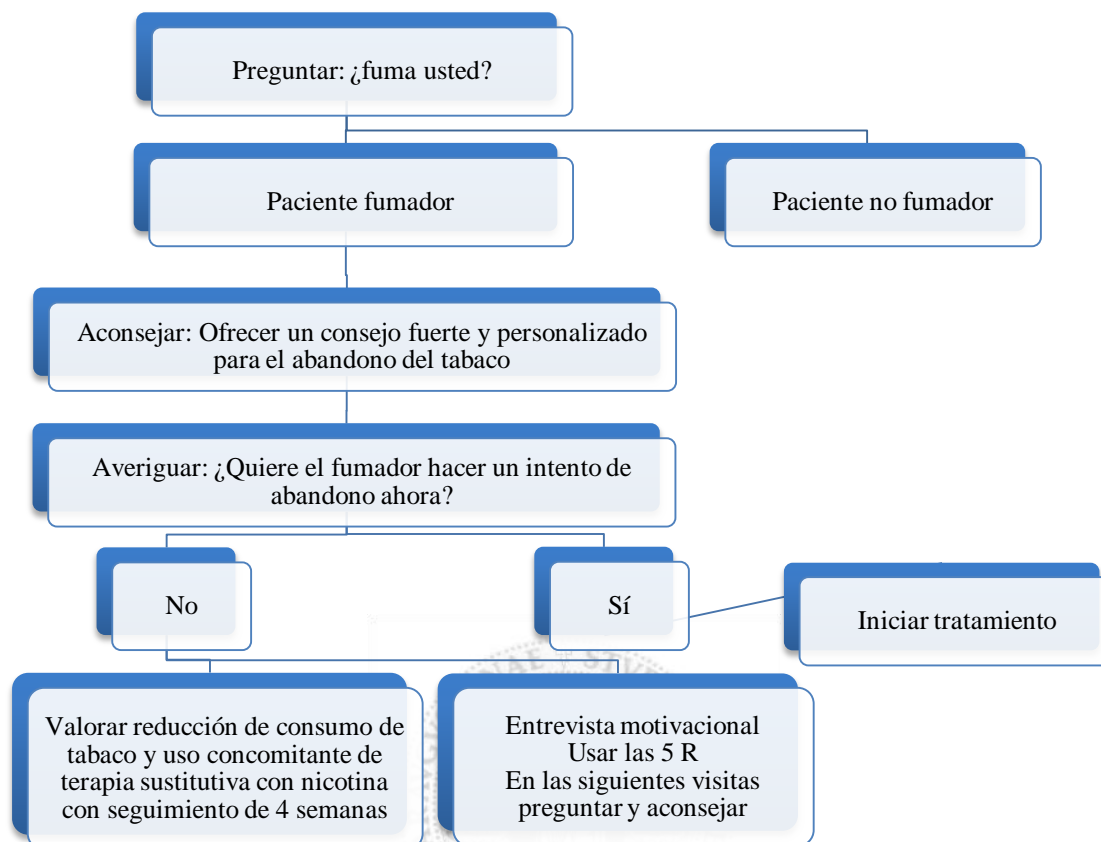 Preguntar: ¿fuma usted?
Paciente fumador
Paciente no fumador
Aconsejar: Ofrecer un consejo fuerte y personalizado
para el abandono del tabaco
Averiguar: ¿Quiere el fumador hacer un intento de
abandono ahora?
No
Sí
Iniciar tratamiento
Valorar reducción de consumo de
tabaco y uso concomitante de
terapia sustitutiva con nicotina
con seguimiento de 4 semanas
Entrevista motivacional
Usar las 5 R
En las siguientes visitas
preguntar y aconsejar